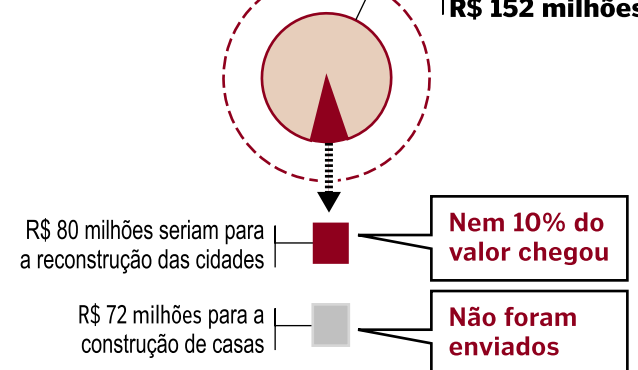 R$ 152 milhões
R$ 80 milhões seriam para
a reconstrução das cidades
Nem 10% do
valor chegou
R$ 72 milhões para a
construção de casas
Não foram
enviados